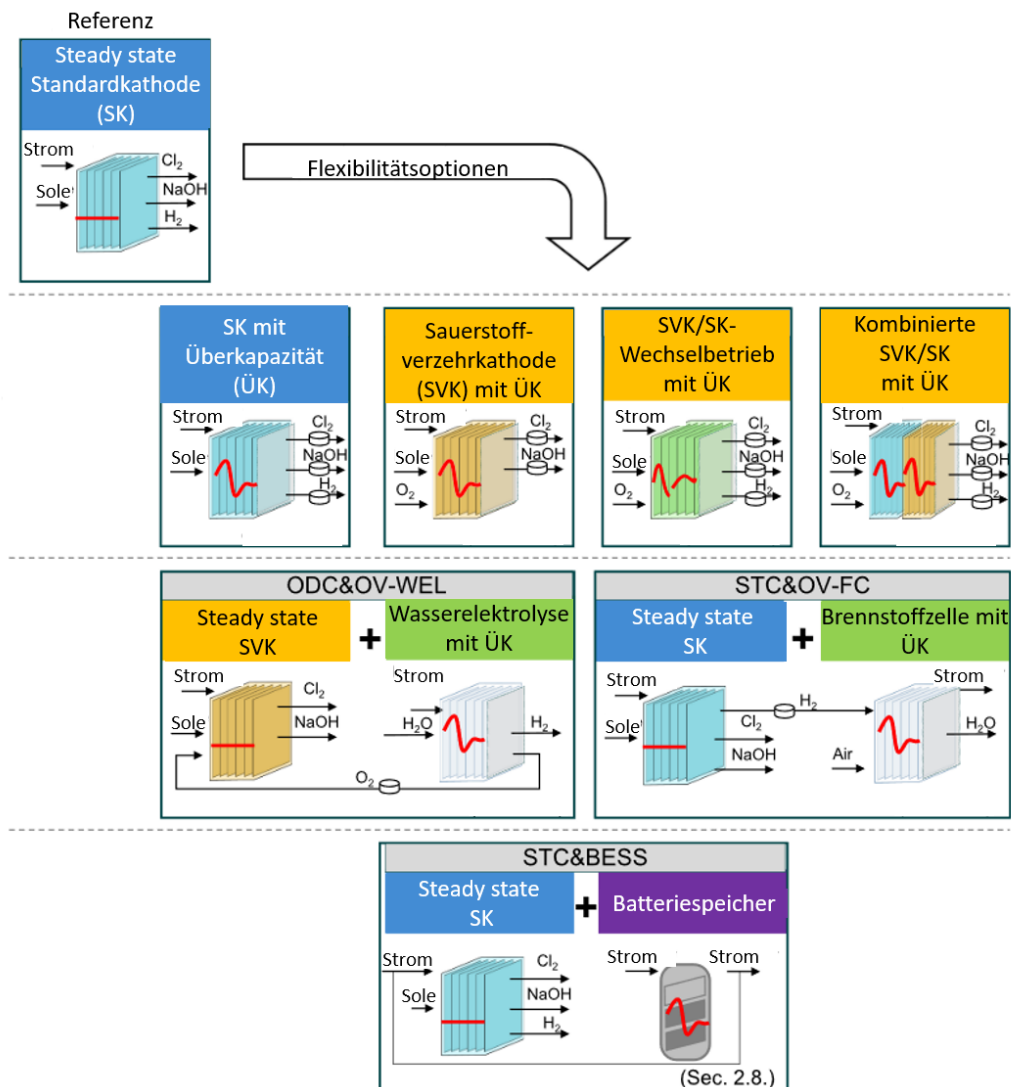 Referenz
Steady state
Standardkathode
(SK)
Strom
Sole
Cl₂
NaOH
H₂
Flexibilitätsoptionen
SK mit
Überkapazität
(ÜK)
Strom
Sole
Cl₂
NaOH
H₂
Sauerstoff-
verzehrkathode
(SVK) mit ÜK
Strom
Sole
O₂
Cl₂
NaOH
SVK/SK-
Wechselbetrieb
mit ÜK
Strom
Sole
O₂
Cl₂
NaOH
H₂
Kombinierte
SVK/SK
mit ÜK
Strom
Sole
O₂
Cl₂
NaOH
H₂
ODC&OV-WEL
Steady state
SVK
+
Wasserelektrolyse
mit ÜK
Strom
Sole
Cl₂
NaOH
O₂
Strom
H₂O
H₂
STC&OV-FC
Steady state
SK
+
Brennstoffzelle mit
ÜK
Strom
Sole
H₂
Cl₂
NaOH
Air
Strom
H₂O
STC&BESS
Steady state
SK
+
Batteriespeicher
Strom
Sole
Cl₂
NaOH
H₂
Strom
Strom
(Sec. 2.8.)